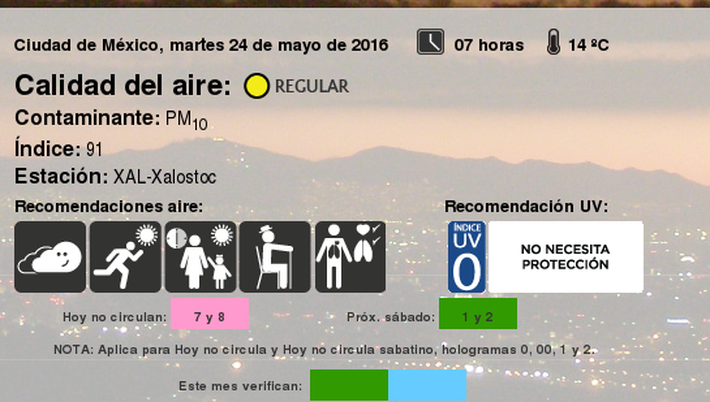 Ciudad de México, martes 24 de mayo de 2016 07 horas 14 ºC
Calidad del aire: REGULAR
Contaminante: PM10
Índice: 91
Estación: XAL-Xalostoc
Recomendaciones aire: Recomendación UV:
ÍNDICE
UV
0
NO NECESITA
PROTECCIÓN
Hoy no circulan: 7 y 8 Próx. sábado: 1 y 2
NOTA: Aplica para Hoy no circula y Hoy no circula sabatino, hologramas 0, 00, 1 y 2.
Este mes verifican: